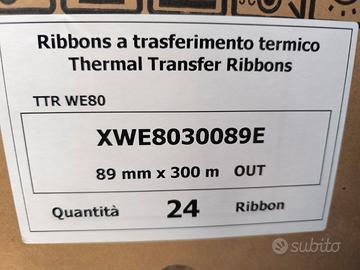 Ribbons a trasferimento termico
Thermal Transfer Ribbons
TTR WE80
XWE8030089E
89 mm x 300 m OUT
Quantità 24 Ribbon
subito